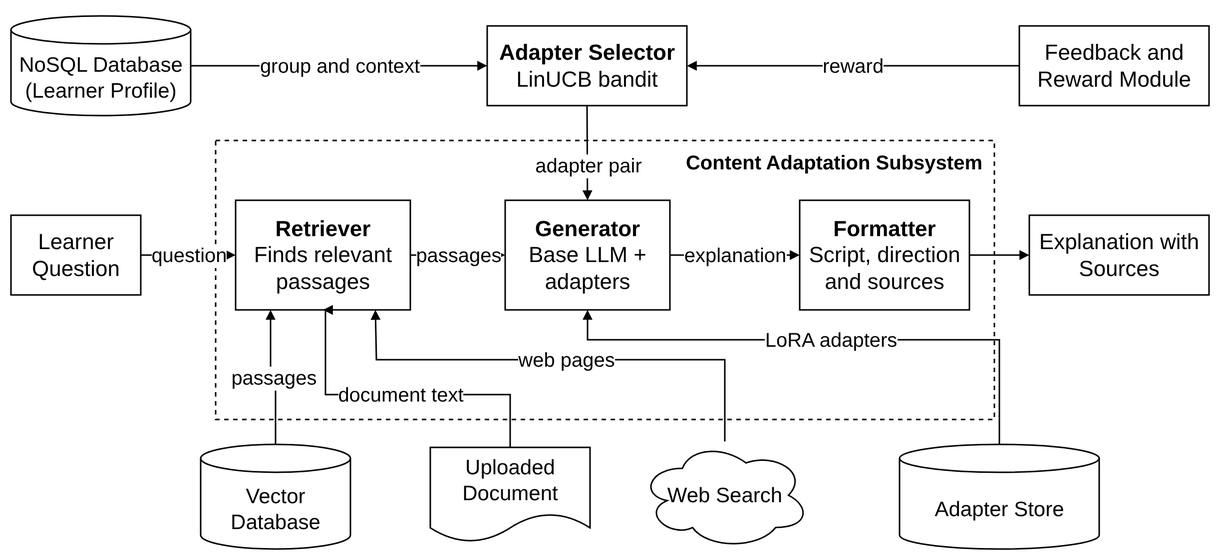 NoSQL Database
(Learner Profile)
group and context
Adapter Selector
LinUCB bandit
reward
Feedback and
Reward Module
adapter pair
Content Adaptation Subsystem
Learner
Question
question
Retriever
Finds relevant
passages
passages
Generator
Base LLM +
adapters
explanation
Formatter
Script, direction
and sources
Explanation with
Sources
LoRA adapters
web pages
passages
document text
Vector
Database
Uploaded
Document
Web Search
Adapter Store